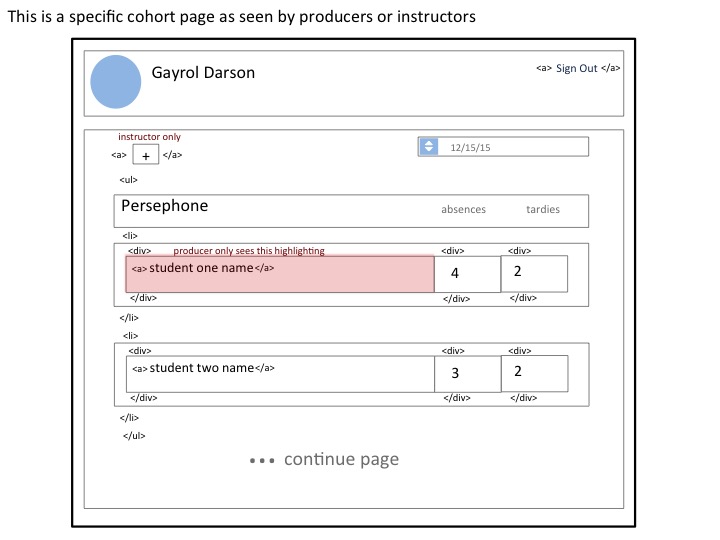 This is a specific cohort page as seen by producers or instructors
Gayrol Darson
<a> Sign Out </a>
instructor only
<a> + </a>
12/15/15
<ul>
Persephone absences tardies
<li>
<div> producer only sees this highlighting <div> <div>
<a> student one name</a> 4 2
</div> </div> </div>
</li>
<li>
<div> <div> <div>
<a> student two name</a> 3 2
</div> </div> </div>
</li>
</ul>
••• continue page